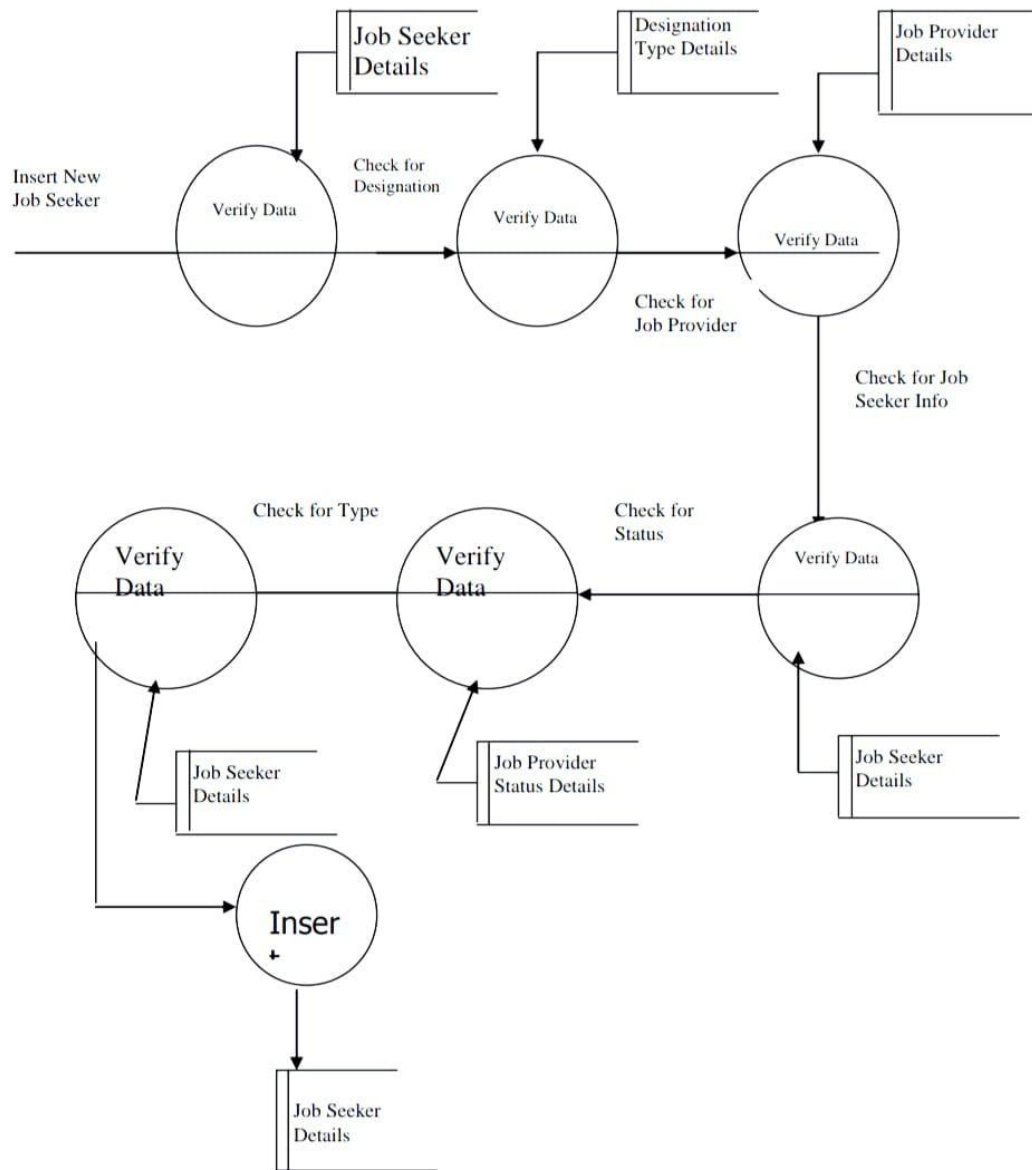 Job Seeker
Details
Designation
Type Details
Job Provider
Details
Insert New
Job Seeker
Verify Data
Check for
Designation
Verify Data
Verify Data
Check for
Job Provider
Check for Job
Seeker Info
Verify
Data
Check for Type
Verify
Data
Check for
Status
Verify Data
Job Seeker
Details
Job Provider
Status Details
Job Seeker
Details
Inser
Job Seeker
Details